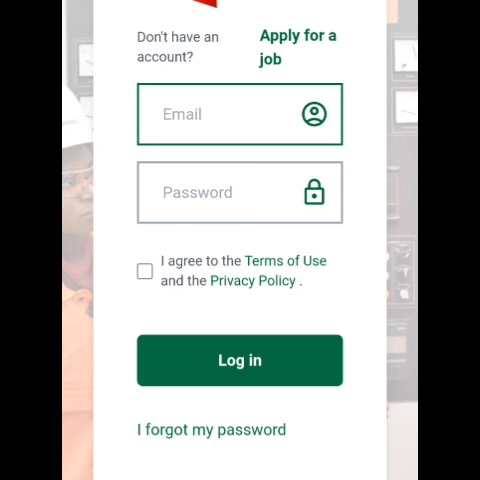 Don't have an
account?
Apply for a
job
Email
Password
I agree to the Terms of Use
and the Privacy Policy .
Log in
I forgot my password